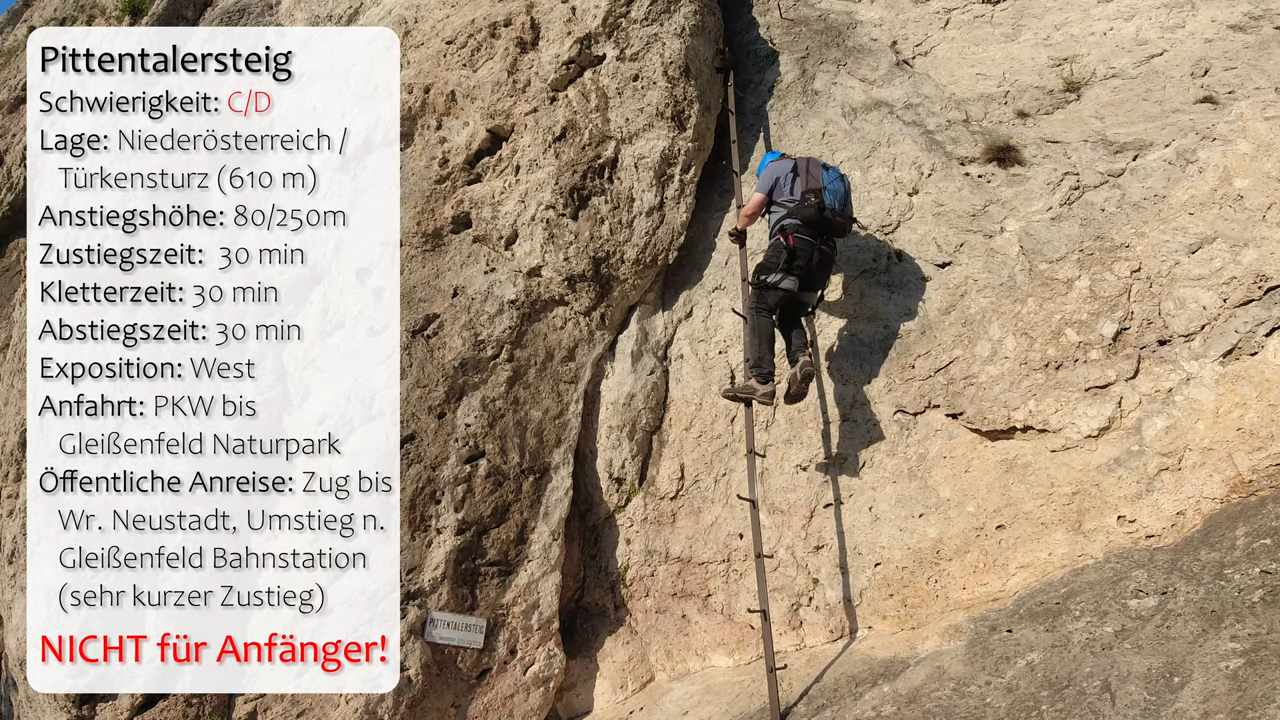 Pittentalersteig
Schwierigkeit: C/D
Lage: Niederösterreich /
Türkensturz (610 m)
Anstiegshöhe: 80/250m
Zustiegszeit: 30 min
Kletterzeit: 30 min
Abstiegszeit: 30 min
Exposition: West
Anfahrt: PKW bis
Gleißenfeld Naturpark
Öffentliche Anreise: Zug bis
Wr. Neustadt, Umstieg n.
Gleißenfeld Bahnstation
(sehr kurzer Zustieg)
NICHT für Anfänger!
PITTENTALERSTEIG